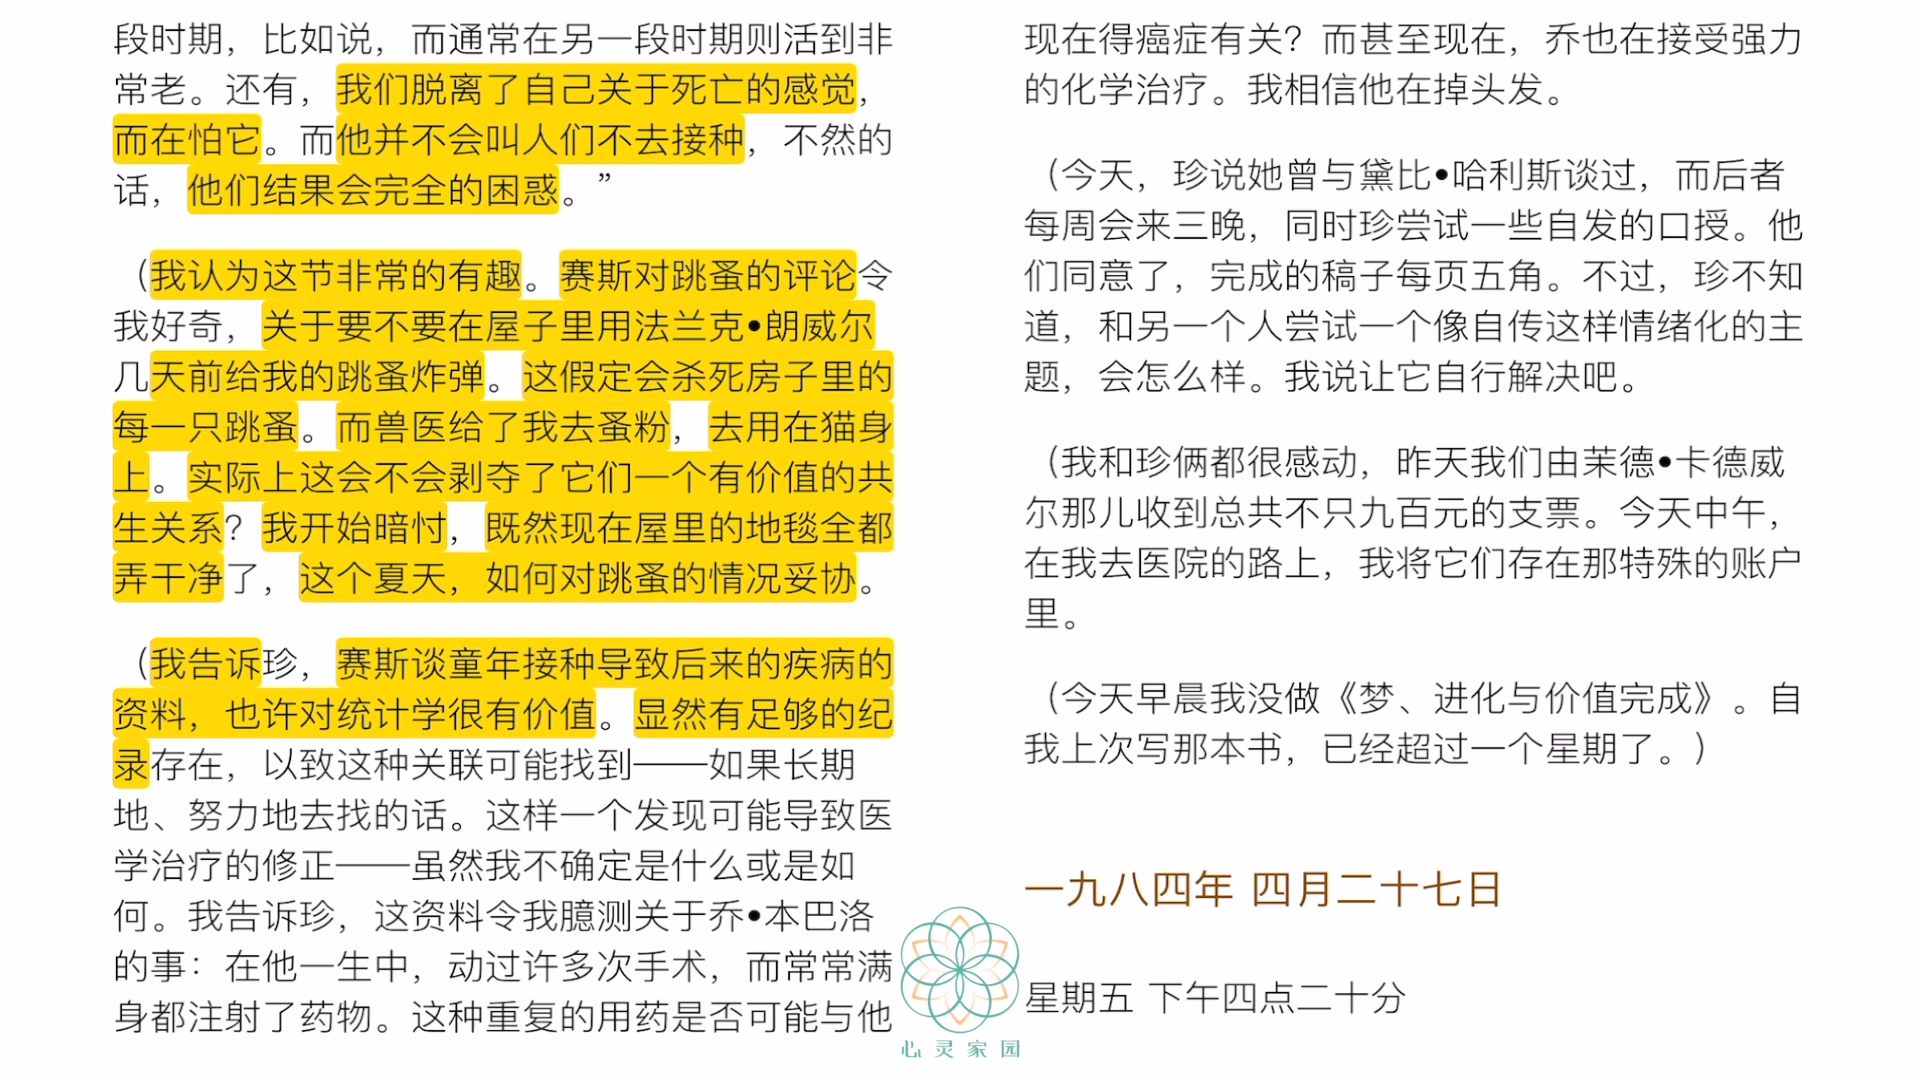 段时期，比如说，而通常在另一段时期则活到非
常老。还有，我们脱离了自己关于死亡的感觉，
而在怕它。而他并不会叫人们不去接种，不然的
话，他们结果会完全的困惑。”
（我认为这节非常的有趣。赛斯对跳蚤的评论令
我好奇，关于要不要在屋子里用法兰克•朗威尔
几天前给我的跳蚤炸弹。这假定会杀死房子里的
每一只跳蚤。而兽医给了我去蚤粉，去用在猫身
上。实际上这会不会剥夺了它们一个有价值的共
生关系？我开始暗忖，既然现在屋里的地毯全都
弄干净了，这个夏天，如何对跳蚤的情况妥协。
（我告诉珍，赛斯谈童年接种导致后来的疾病的
资料，也许对统计学很有价值。显然有足够的纪
录存在，以致这种关联可能找到——如果长期
地、努力地去找的话。这样一个发现可能导致医
学治疗的修正——虽然我不确定是什么或是如
何。我告诉珍，这资料令我臆测关于乔•本巴洛
的事：在他一生中，动过许多次手术，而常常满
身都注射了药物。这种重复的用药是否可能与他
现在得癌症有关？而甚至现在，乔也在接受强力
的化学治疗。我相信他在掉头发。
（今天，珍说她曾与黛比•哈利斯谈过，而后者
每周会来三晚，同时珍尝试一些自发的口授。他
们同意了，完成的稿子每页五角。不过，珍不知
道，和另一个人尝试一个像自传这样情绪化的主
题，会怎么样。我说让它自行解决吧。
（我和珍俩都很感动，昨天我们由茉德•卡德威
尔那儿收到总共不只九百元的支票。今天中午，
在我去医院的路上，我将它们存在那特殊的账户
里。
（今天早晨我没做《梦、进化与价值完成》。自
我上次写那本书，已经超过一个星期了。）
一九八四年 四月二十七日
星期五 下午四点二十分
心灵家园